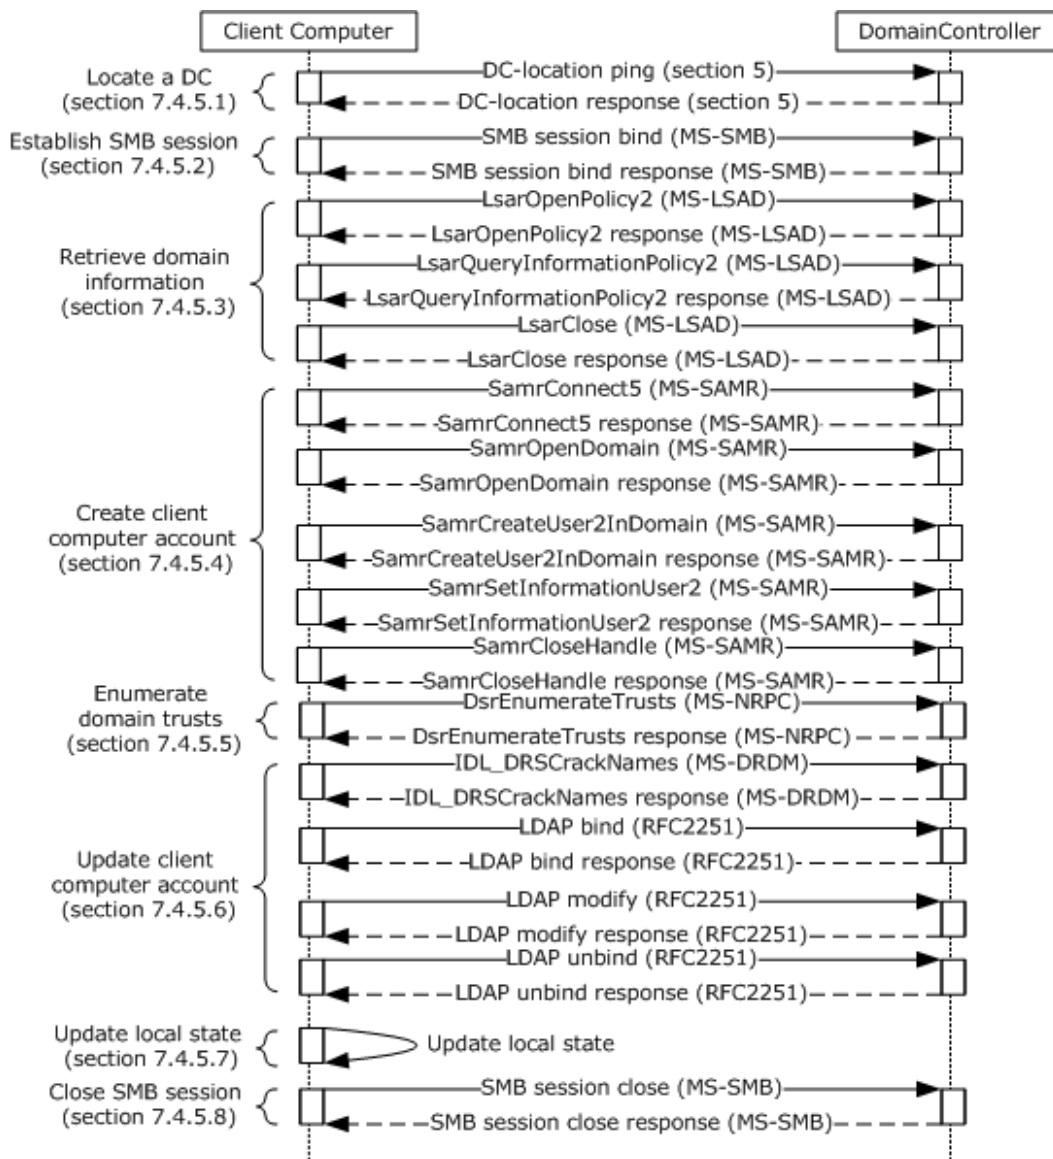 Client Computer
DomainController
Locate a DC
(section 7.4.5.1)
DC-location ping (section 5)
DC-location response (section 5)
Establish SMB session
(section 7.4.5.2)
SMB session bind (MS-SMB)
SMB session bind response (MS-SMB)
Retrieve domain
information
(section 7.4.5.3)
LsarOpenPolicy2 (MS-LSAD)
LsarOpenPolicy2 response (MS-LSAD)
LsarQueryInformationPolicy2 (MS-LSAD)
LsarQueryInformationPolicy2 response (MS-LSAD)
LsarClose (MS-LSAD)
LsarClose response (MS-LSAD)
Create client
computer account
(section 7.4.5.4)
SamrConnect5 (MS-SAMR)
SamrConnect5 response (MS-SAMR)
SamrOpenDomain (MS-SAMR)
SamrOpenDomain response (MS-SAMR)
SamrCreateUser2InDomain (MS-SAMR)
SamrCreateUser2InDomain response (MS-SAMR)
SamrSetInformationUser2 (MS-SAMR)
SamrSetInformationUser2 response (MS-SAMR)
SamrCloseHandle (MS-SAMR)
SamrCloseHandle response (MS-SAMR)
Enumerate
domain trusts
(section 7.4.5.5)
DsrEnumerateTrusts (MS-NRPC)
DsrEnumerateTrusts response (MS-NRPC)
Update client
computer account
(section 7.4.5.6)
IDL_DRSCrackNames (MS-DRDM)
IDL_DRSCrackNames response (MS-DRDM)
LDAP bind (RFC2251)
LDAP bind response (RFC2251)
LDAP modify (RFC2251)
LDAP modify response (RFC2251)
LDAP unbind (RFC2251)
LDAP unbind response (RFC2251)
Update local state
(section 7.4.5.7)
Update local state
Close SMB session
(section 7.4.5.8)
SMB session close (MS-SMB)
SMB session close response (MS-SMB)